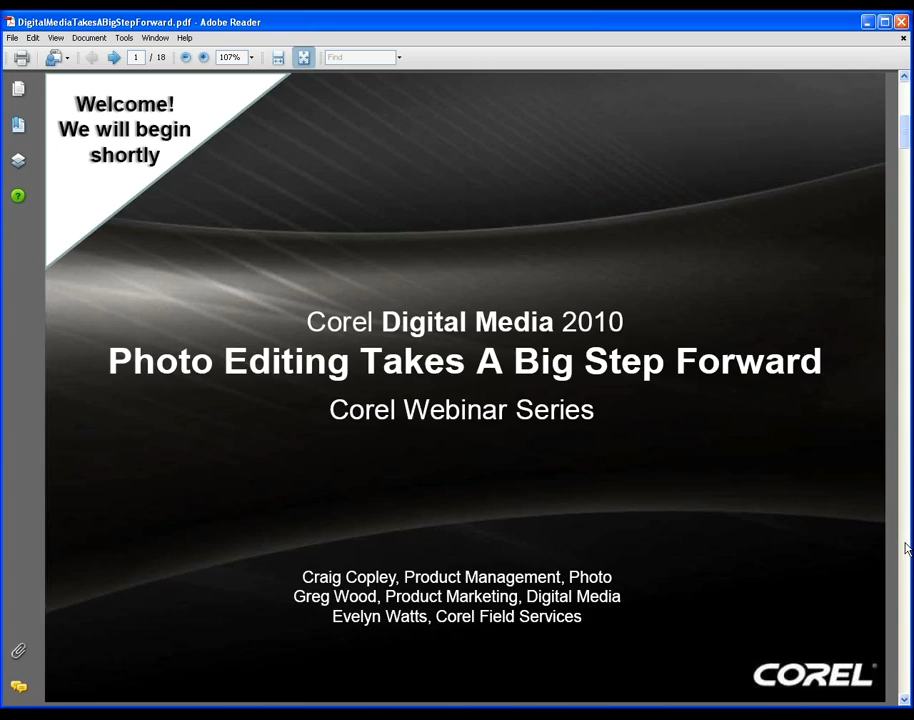 DigitalMediaTakesABigStepForward.pdf - Adobe Reader
File Edit View Document Tools Window Help
1 / 18 107% Find
Welcome!
We will begin
shortly
Corel Digital Media 2010
Photo Editing Takes A Big Step Forward
Corel Webinar Series
Craig Copley, Product Management, Photo
Greg Wood, Product Marketing, Digital Media
Evelyn Watts, Corel Field Services
COREL®